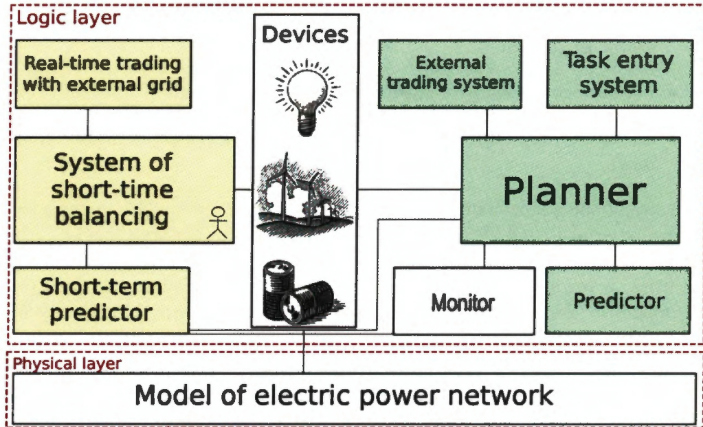 Logic layer
Real-time trading
with external grid
Devices
External
trading system
Task entry
system
System of
short-time
balancing
Planner
Short-term
predictor
Monitor
Predictor
Physical layer
Model of electric power network